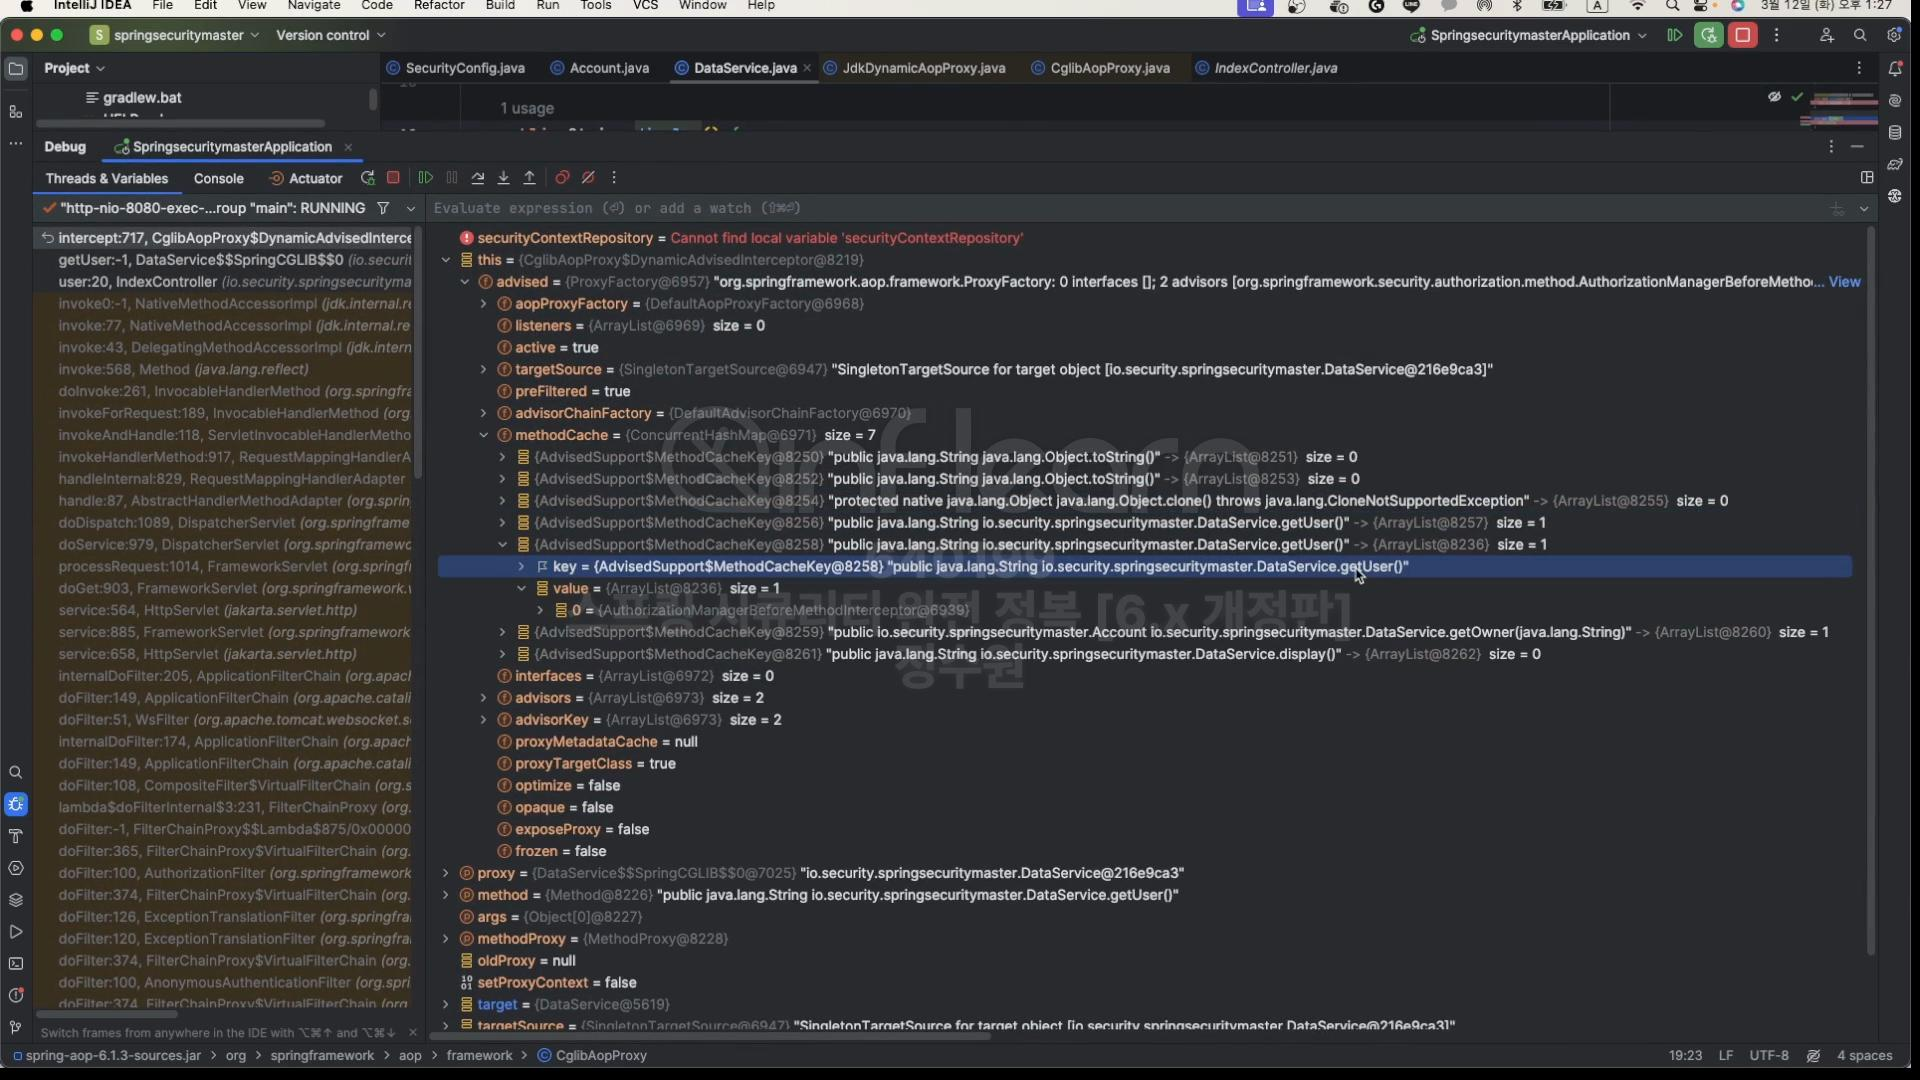 IntelliJ IDEA File Edit View Navigate Code Refactor Build Run Tools VCS Window Help A 3월 12일 (화) 오후 1:27
S springsecuritymaster Version control SpringsecuritymasterApplication
Project SecurityConfig.java Account.java DataService.java JdkDynamicAopProxy.java CglibAopProxy.java IndexController.java
gradlew.bat
1 usage
Debug SpringsecuritymasterApplication
Threads & Variables Console Actuator
"http-nio-8080-exec-...roup "main": RUNNING
Evaluate expression (⏎) or add a watch (⇧⌘⏎)
intercept:717, CglibAopProxy$DynamicAdvisedInterce
getUser:-1, DataService$$SpringCGLIB$$0 (io.securit
user:20, IndexController (io.security.springsecurityma
invoke0:-1, NativeMethodAccessorImpl (jdk.internal.re
invoke:77, NativeMethodAccessorImpl (jdk.internal.re
invoke:43, DelegatingMethodAccessorImpl (jdk.intern
invoke:568, Method (java.lang.reflect)
doInvoke:261, InvocableHandlerMethod (org.springfra
invokeForRequest:189, InvocableHandlerMethod (org.
invokeAndHandle:118, ServletInvocableHandlerMetho
invokeHandlerMethod:917, RequestMappingHandlerA
handleInternal:829, RequestMappingHandlerAdapter
handle:87, AbstractHandlerMethodAdapter (org.sprin
doDispatch:1089, DispatcherServlet (org.springframe
doService:979, DispatcherServlet (org.springframewo
processRequest:1014, FrameworkServlet (org.springf
doGet:903, FrameworkServlet (org.springframework.
service:564, HttpServlet (jakarta.servlet.http)
service:885, FrameworkServlet (org.springframework
service:658, HttpServlet (jakarta.servlet.http)
internalDoFilter:205, ApplicationFilterChain (org.apac
doFilter:149, ApplicationFilterChain (org.apache.catali
doFilter:51, WsFilter (org.apache.tomcat.websocket.s
internalDoFilter:174, ApplicationFilterChain (org.apach
doFilter:149, ApplicationFilterChain (org.apache.catali
doFilter:108, CompositeFilter$VirtualFilterChain (org.s
lambda$doFilterInternal$3:231, FilterChainProxy (org.
doFilter:-1, FilterChainProxy$$Lambda$875/0x00000
doFilter:365, FilterChainProxy$VirtualFilterChain (org.
doFilter:100, AuthorizationFilter (org.springframework
doFilter:374, FilterChainProxy$VirtualFilterChain (org.
doFilter:126, ExceptionTranslationFilter (org.springfra
doFilter:120, ExceptionTranslationFilter (org.springfra
doFilter:374, FilterChainProxy$VirtualFilterChain (org.
doFilter:100, AnonymousAuthenticationFilter (org.spri
doFilter:374, FilterChainProxy$VirtualFilterChain (org.
Switch frames from anywhere in the IDE with ⌥⌘↑ and ⌥⌘↓
securityContextRepository = Cannot find local variable 'securityContextRepository'
this = {CglibAopProxy$DynamicAdvisedInterceptor@8219}
advised = {ProxyFactory@6957} "org.springframework.aop.framework.ProxyFactory: 0 interfaces []; 2 advisors [org.springframework.security.authorization.method.AuthorizationManagerBeforeMetho... View
aopProxyFactory = {DefaultAopProxyFactory@6968}
listeners = {ArrayList@6969} size = 0
active = true
targetSource = {SingletonTargetSource@6947} "SingletonTargetSource for target object [io.security.springsecuritymaster.DataService@216e9ca3]"
preFiltered = true
advisorChainFactory = {DefaultAdvisorChainFactory@6970}
methodCache = {ConcurrentHashMap@6971} size = 7
{AdvisedSupport$MethodCacheKey@8250} "public java.lang.String java.lang.Object.toString()" -> {ArrayList@8251} size = 0
{AdvisedSupport$MethodCacheKey@8252} "public java.lang.String java.lang.Object.toString()" -> {ArrayList@8253} size = 0
{AdvisedSupport$MethodCacheKey@8254} "protected native java.lang.Object java.lang.Object.clone() throws java.lang.CloneNotSupportedException" -> {ArrayList@8255} size = 0
{AdvisedSupport$MethodCacheKey@8256} "public java.lang.String io.security.springsecuritymaster.DataService.getUser()" -> {ArrayList@8257} size = 1
{AdvisedSupport$MethodCacheKey@8258} "public java.lang.String io.security.springsecuritymaster.DataService.getUser()" -> {ArrayList@8236} size = 1
key = {AdvisedSupport$MethodCacheKey@8258} "public java.lang.String io.security.springsecuritymaster.DataService.getUser()"
value = {ArrayList@8236} size = 1
0 = {AuthorizationManagerBeforeMethodInterceptor@6939}
{AdvisedSupport$MethodCacheKey@8259} "public io.security.springsecuritymaster.Account io.security.springsecuritymaster.DataService.getOwner(java.lang.String)" -> {ArrayList@8260} size = 1
{AdvisedSupport$MethodCacheKey@8261} "public java.lang.String io.security.springsecuritymaster.DataService.display()" -> {ArrayList@8262} size = 0
interfaces = {ArrayList@6972} size = 0
advisors = {ArrayList@6973} size = 2
advisorKey = {ArrayList@6973} size = 2
proxyMetadataCache = null
proxyTargetClass = true
optimize = false
opaque = false
exposeProxy = false
frozen = false
proxy = {DataService$$SpringCGLIB$$0@7025} "io.security.springsecuritymaster.DataService@216e9ca3"
method = {Method@8226} "public java.lang.String io.security.springsecuritymaster.DataService.getUser()"
args = {Object[0]@8227}
methodProxy = {MethodProxy@8228}
oldProxy = null
setProxyContext = false
target = {DataService@5619}
targetSource = {SingletonTargetSource@6947} "SingletonTargetSource for target object [io.security.springsecuritymaster.DataService@216e9ca3]"
inflearn
스프링 시큐리티 완전 정복 [6.x 개정판]
정수원
spring-aop-6.1.3-sources.jar org springframework aop framework CglibAopProxy 19:23 LF UTF-8 4 spaces